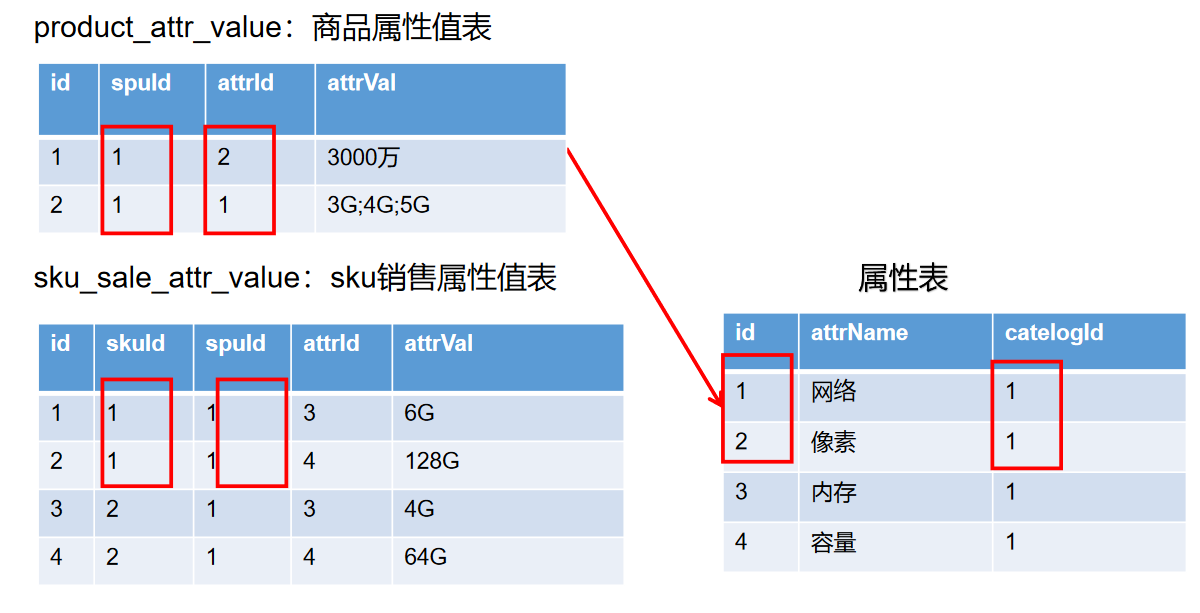 product_attr_value：商品属性值表
id spuId attrId attrVal
1 1 2 3000万
2 1 1 3G;4G;5G
sku_sale_attr_value：sku销售属性值表
id skuId spuId attrId attrVal
1 1 1 3 6G
2 1 1 4 128G
3 2 1 3 4G
4 2 1 4 64G
属性表
id attrName catelogId
1 网络 1
2 像素 1
3 内存 1
4 容量 1